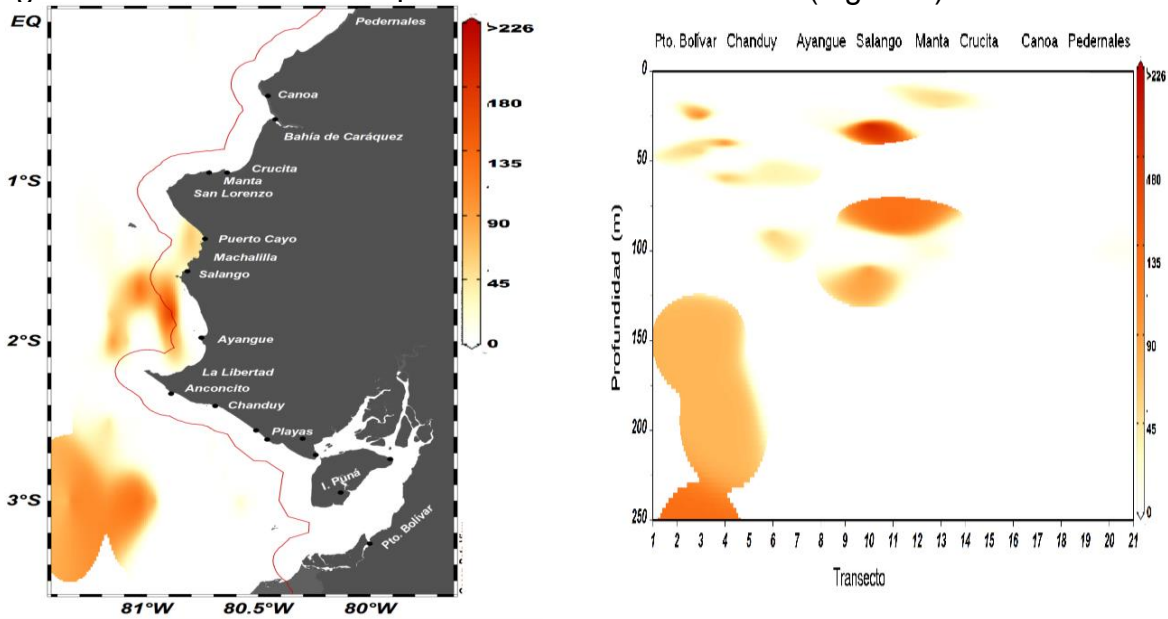 EQ
1°S
2°S
3°S
81°W
80.5°W
80°W
Pedernales
Canoa
Bahía de Caráquez
Crucita
Manta
San Lorenzo
Puerto Cayo
Machalilla
Salango
Ayangue
La Libertad
Anconcito
Chanduy
Playas
I. Puná
Pto. Bolívar
>226
180
135
90
45
0
Pto. Bolívar Chanduy Ayangue Salango Manta Crucita Canoa Pedernales
0
50
100
150
200
250
Profundidad (m)
1 2 3 4 5 6 7 8 9 10 11 12 13 14 15 16 17 18 19 20 21
Transecto
>226
480
135
90
45
0